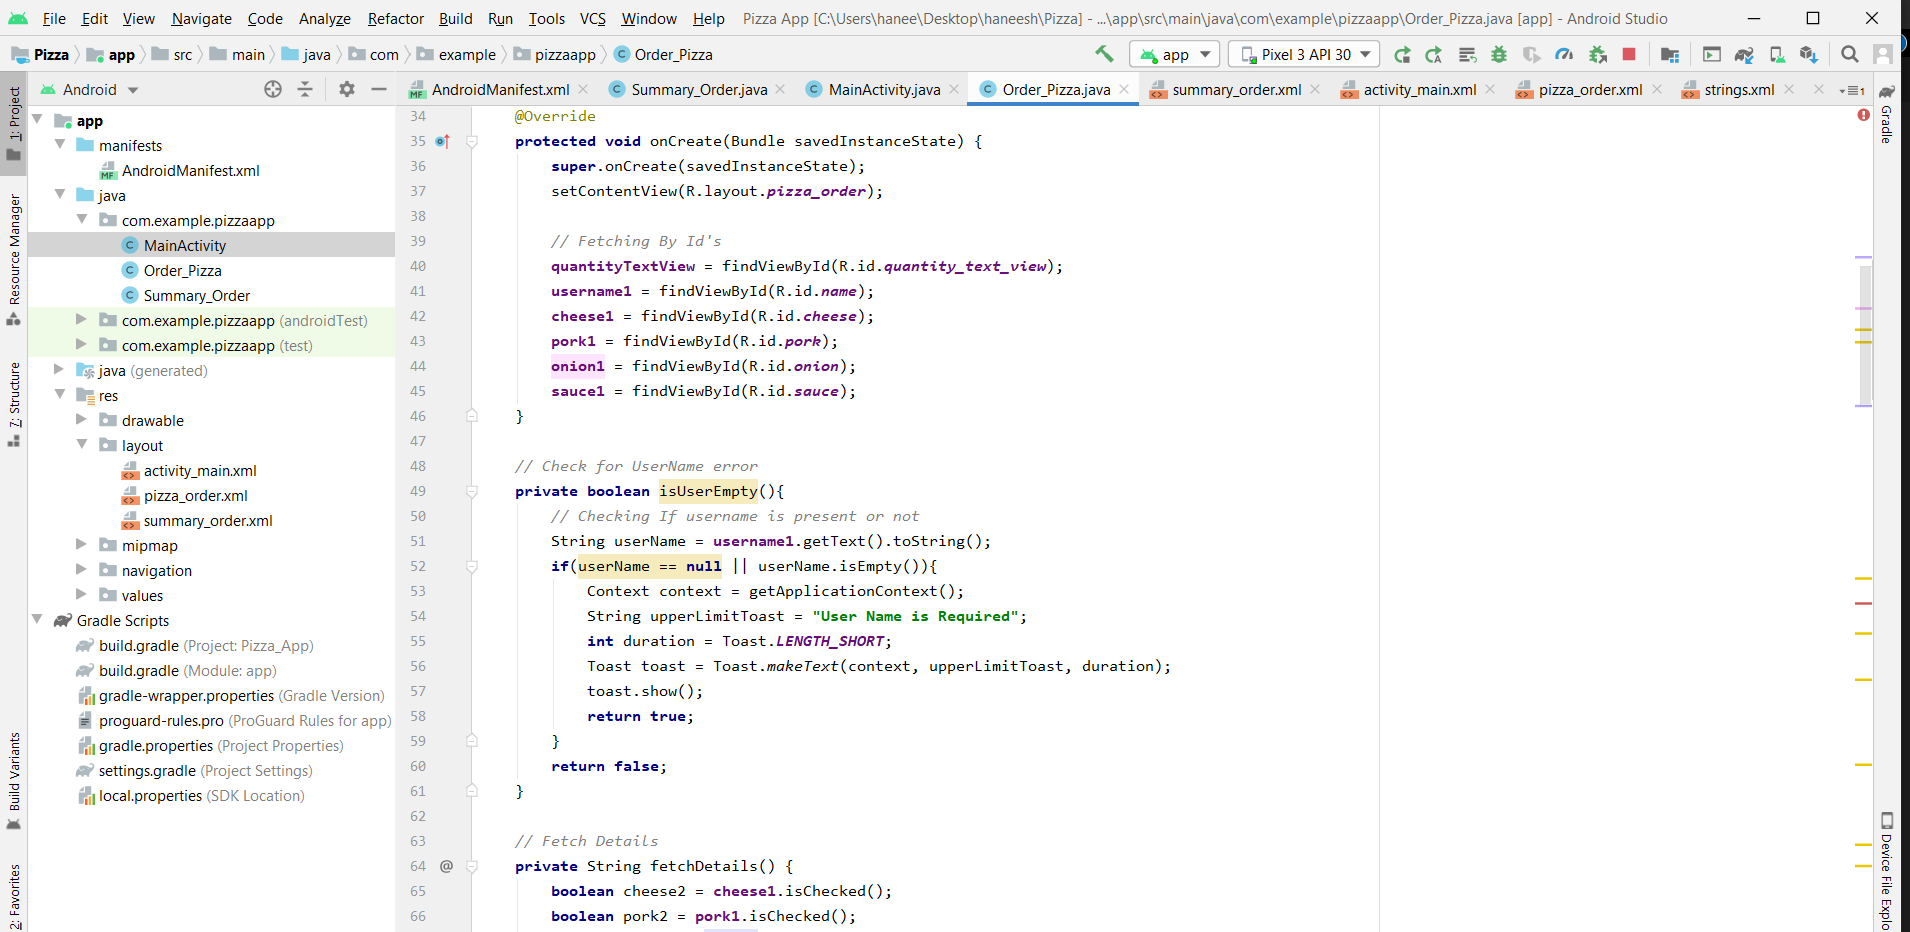 File Edit View Navigate Code Analyze Refactor Build Run Tools VCS Window Help Pizza App [C:\Users\hanee\Desktop\haneesh\Pizza] - ...\app\src\main\java\com\example\pizzaapp\Order_Pizza.java [app] - Android Studio
Pizza app src main java com example pizzaapp Order_Pizza app Pixel 3 API 30
Android AndroidManifest.xml Summary_Order.java MainActivity.java Order_Pizza.java summary_order.xml activity_main.xml pizza_order.xml strings.xml 1
1: Project
Resource Manager
7: Structure
Build Variants
2: Favorites
app
manifests
AndroidManifest.xml
java
com.example.pizzaapp
MainActivity
Order_Pizza
Summary_Order
com.example.pizzaapp (androidTest)
com.example.pizzaapp (test)
java (generated)
res
drawable
layout
activity_main.xml
pizza_order.xml
summary_order.xml
mipmap
navigation
values
Gradle Scripts
build.gradle (Project: Pizza_App)
build.gradle (Module: app)
gradle-wrapper.properties (Gradle Version)
proguard-rules.pro (ProGuard Rules for app)
gradle.properties (Project Properties)
settings.gradle (Project Settings)
local.properties (SDK Location)
34 @Override
35 protected void onCreate(Bundle savedInstanceState) {
36 super.onCreate(savedInstanceState);
37 setContentView(R.layout.pizza_order);
38
39 // Fetching By Id's
40 quantityTextView = findViewById(R.id.quantity_text_view);
41 username1 = findViewById(R.id.name);
42 cheese1 = findViewById(R.id.cheese);
43 pork1 = findViewById(R.id.pork);
44 onion1 = findViewById(R.id.onion);
45 sauce1 = findViewById(R.id.sauce);
46 }
47
48 // Check for UserName error
49 private boolean isUserEmpty(){
50 // Checking If username is present or not
51 String userName = username1.getText().toString();
52 if(userName == null || userName.isEmpty()){
53 Context context = getApplicationContext();
54 String upperLimitToast = "User Name is Required";
55 int duration = Toast.LENGTH_SHORT;
56 Toast toast = Toast.makeText(context, upperLimitToast, duration);
57 toast.show();
58 return true;
59 }
60 return false;
61 }
62
63 // Fetch Details
64 @ private String fetchDetails() {
65 boolean cheese2 = cheese1.isChecked();
66 boolean pork2 = pork1.isChecked();
Gradle
Device File Explo